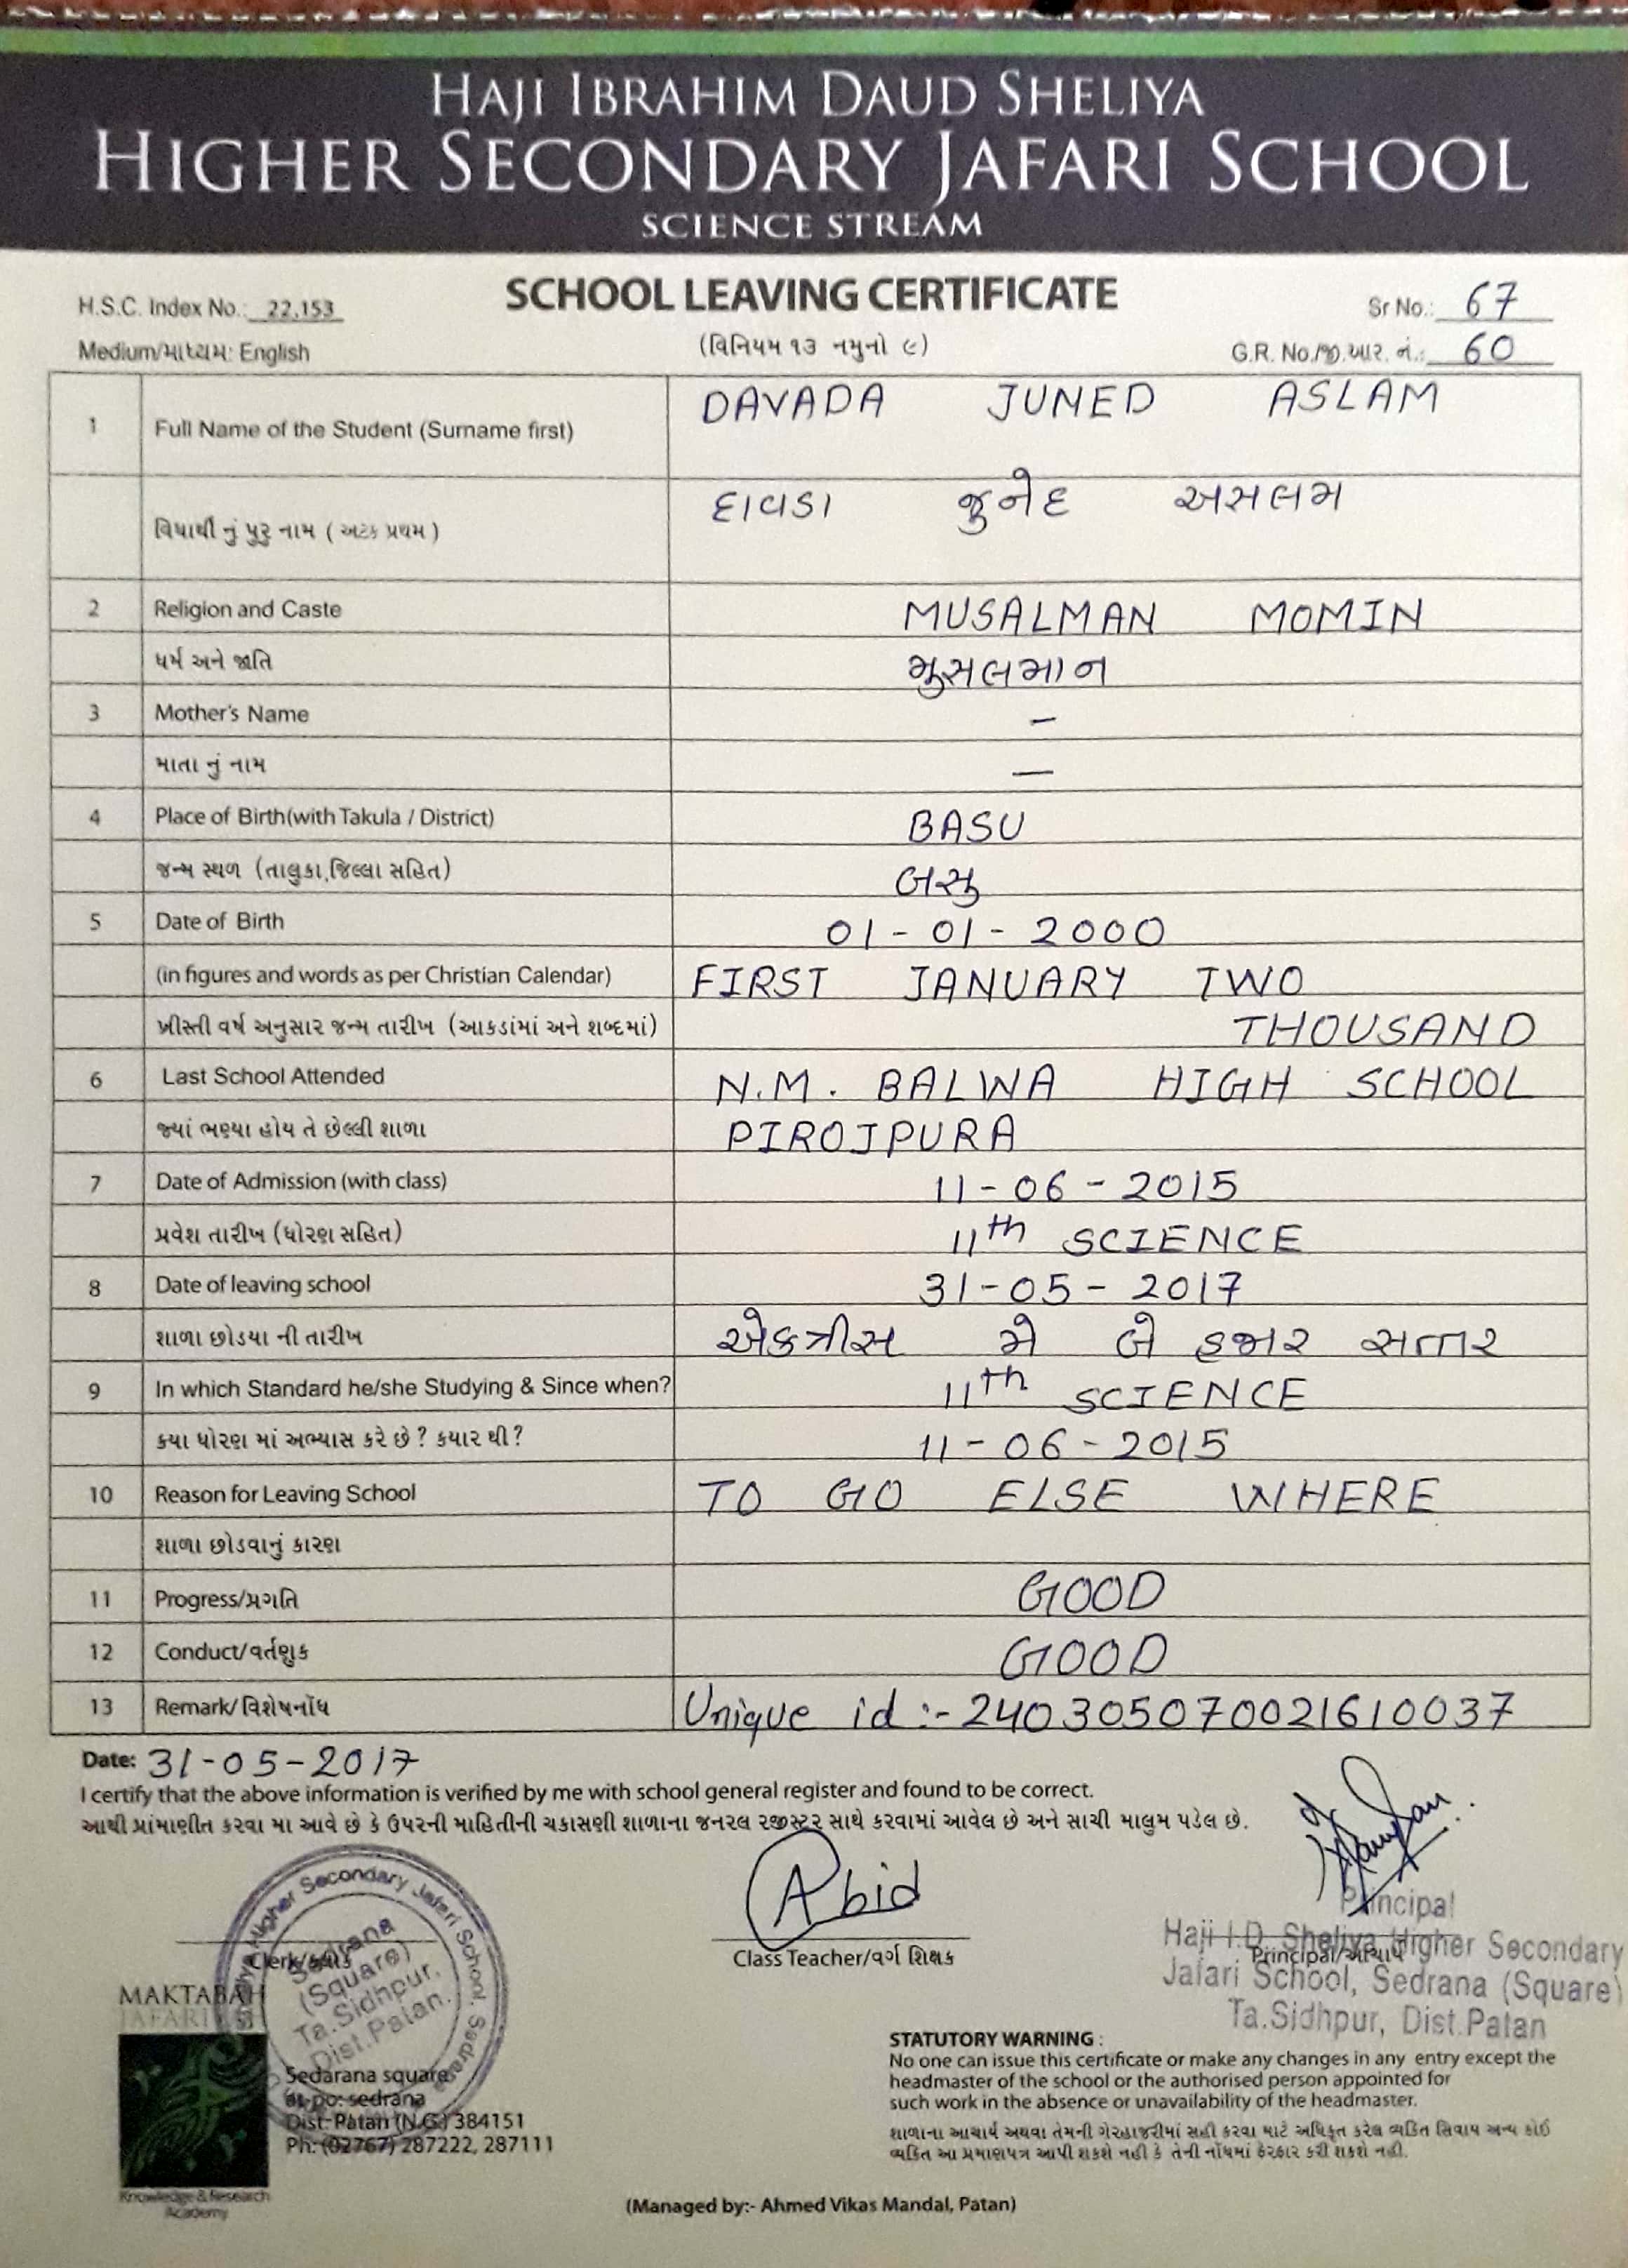 HAJI IBRAHIM DAUD SHELIYA
HIGHER SECONDARY JAFARI SCHOOL
SCIENCE STREAM
SCHOOL LEAVING CERTIFICATE
H.S.C. Index No.: 22,153
Sr No.: 67
(વિનિયમ ૧૩ નમુનો ૯)
Medium/માધ્યમ: English
G.R. No./જી.આર. નં.: 60
1 Full Name of the Student (Surname first) DAVADA JUNED ASLAM
વિધાર્થી નું પુરુ નામ ( અટક પ્રથમ ) દાવડા જુનેદ અસલમ
2 Religion and Caste MUSALMAN MOMIN
ધર્મ અને જાતિ મુસલમાન
3 Mother's Name –
માતા નું નામ –
4 Place of Birth(with Takula / District) BASU
જન્મ સ્થળ (તાલુકા,જિલ્લા સહિત) બસુ
5 Date of Birth 01-01-2000
(in figures and words as per Christian Calendar) FIRST JANUARY TWO
ખ્રીસ્તી વર્ષ અનુસાર જન્મ તારીખ (આકડાંમાં અને શબ્દમાં) THOUSAND
6 Last School Attended N.M. BALWA HIGH SCHOOL
જ્યાં ભણ્યા હોય તે છેલ્લી શાળા PIROJPURA
7 Date of Admission (with class) 11-06-2015
પ્રવેશ તારીખ (ધોરણ સહિત) 11th SCIENCE
8 Date of leaving school 31-05-2017
શાળા છોડયા ની તારીખ એકત્રીસ મે બે હજાર સત્તર
9 In which Standard he/she Studying & Since when? 11th SCIENCE
કયા ધોરણ માં અભ્યાસ કરે છે? કયાર થી? 11-06-2015
10 Reason for Leaving School TO GO ELSE WHERE
શાળા છોડવાનું કારણ
11 Progress/પ્રગતિ GOOD
12 Conduct/વર્તણુક GOOD
13 Remark/વિશેષનોંધ Unique id :- 240305070021610037
Date: 31-05-2017
I certify that the above information is verified by me with school general register and found to be correct.
આથી પ્રાંમાણીત કરવા મા આવે છે કે ઉપરની માહિતીની ચકાસણી શાળાના જનરલ રજીસ્ટર સાથે કરવામાં આવેલ છે અને સાચી માલુમ પડેલ છે.
Abid
Clerk/કલાર્ક
Class Teacher/વર્ગ શિક્ષક
Principal/આચાર્ય
Higher Secondary Jafari School.
Sedrana
(Square)
Ta.Sidhpur,
Dist.Patan.
Principal
Haji I.D. Sheliya Higher Secondary
Jafari School, Sedrana (Square)
Ta.Sidhpur, Dist.Patan
MAKTABAH
JAFARI
Sedarana square
at-po: sedrana
Dist-Patan (N.G.) 384151
Ph: (02767) 287222, 287111
Knowledge & Research
Academy
STATUTORY WARNING :
No one can issue this certificate or make any changes in any entry except the
headmaster of the school or the authorised person appointed for
such work in the absence or unavailability of the headmaster.
શાળાના આચાર્ય અથવા તેમની ગેરહાજરીમાં સહી કરવા માટે અધિકૃત કરેલ વ્યકિત સિવાય અન્ય કોઈ
વ્યકિત આ પ્રમાણપત્ર આપી શકશે નહી કે તેની નોંધમાં ફેરફાર કરી શકશે નહી.
(Managed by:- Ahmed Vikas Mandal, Patan)